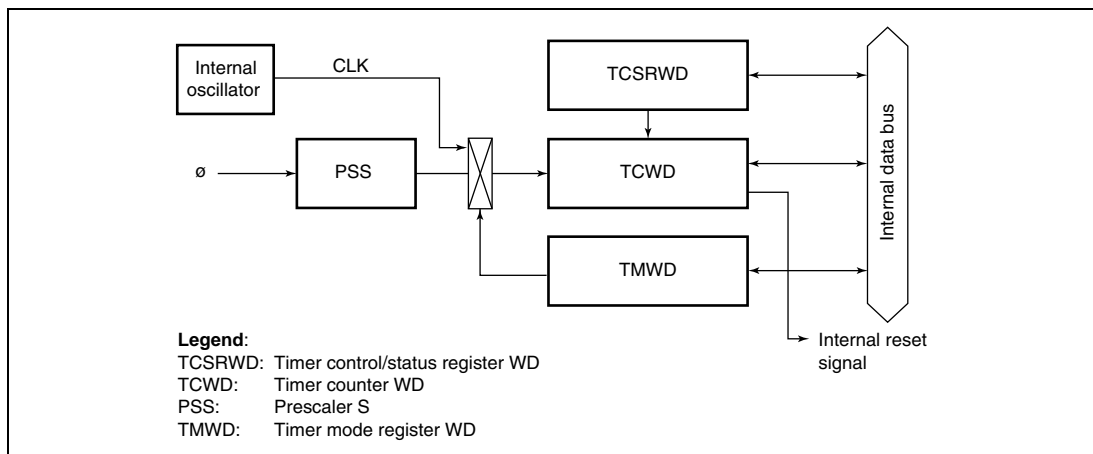 Internal
oscillator
CLK
TCSRWD
ø
PSS
TCWD
TMWD
Internal data bus
Internal reset
signal
Legend:
TCSRWD: Timer control/status register WD
TCWD: Timer counter WD
PSS: Prescaler S
TMWD: Timer mode register WD